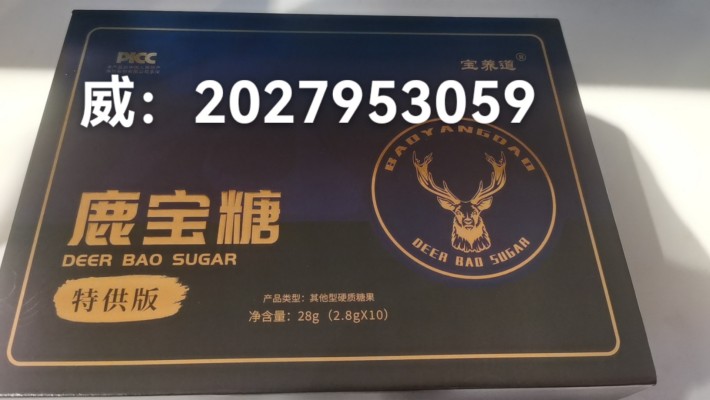 PICC
宝养道®
威：2027953059
BAOYANGDAO
鹿宝糖
DEER BAO SUGAR
DEER BAO SUGAR
特供版
产品类型：其他型硬质糖果
净含量：28g（2.8gX10）